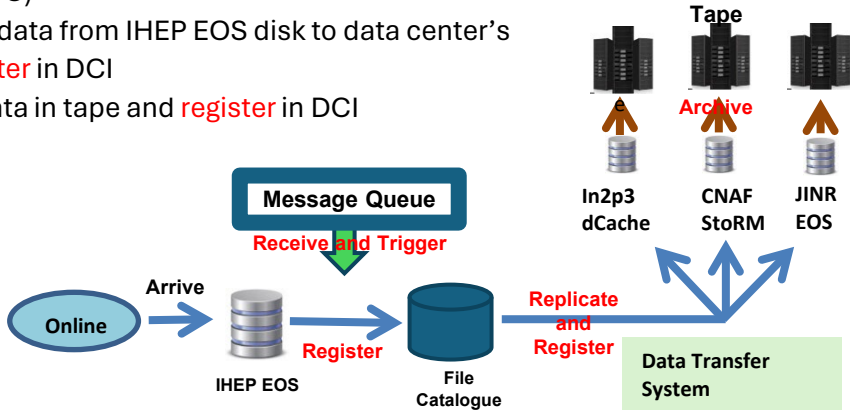 data from IHEP EOS disk to data center's
ter in DCI
ta in tape and register in DCI
Tape
Archive
In2p3
dCache
CNAF
StoRM
JINR
EOS
Message Queue
Receive and Trigger
Arrive
Online
Register
IHEP EOS
File
Catalogue
Replicate
and
Register
Data Transfer
System